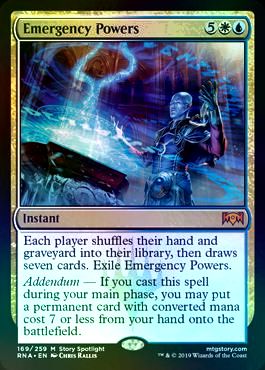 Emergency Powers 5
Instant
Each player shuffles their hand and
graveyard into their library, then draws
seven cards. Exile Emergency Powers.
Addendum — If you cast this spell
during your main phase, you may put
a permanent card with converted mana
cost 7 or less from your hand onto the
battlefield.
169/259 M Story Spotlight mtgstory.com
RNA • EN Chris Rallis ™ & © 2019 Wizards of the Coast